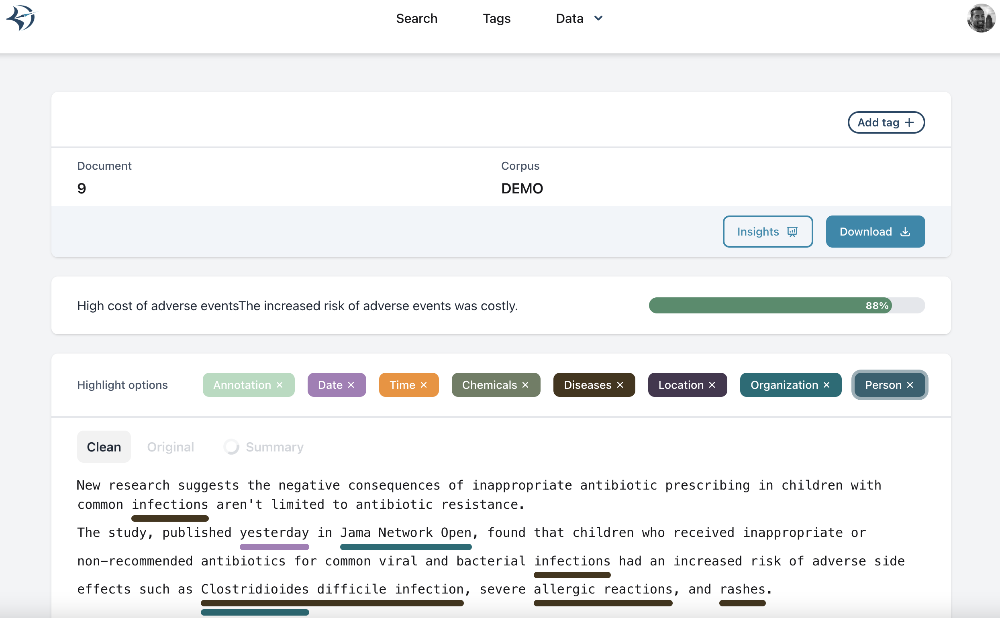 Search Tags Data
Add tag +
Document Corpus
9 DEMO
Insights Download
High cost of adverse eventsThe increased risk of adverse events was costly. 88%
Highlight options Annotation × Date × Time × Chemicals × Diseases × Location × Organization × Person ×
Clean Original Summary
New research suggests the negative consequences of inappropriate antibiotic prescribing in children with
common infections aren't limited to antibiotic resistance.
The study, published yesterday in Jama Network Open, found that children who received inappropriate or
non-recommended antibiotics for common viral and bacterial infections had an increased risk of adverse side
effects such as Clostridioides difficile infection, severe allergic reactions, and rashes.